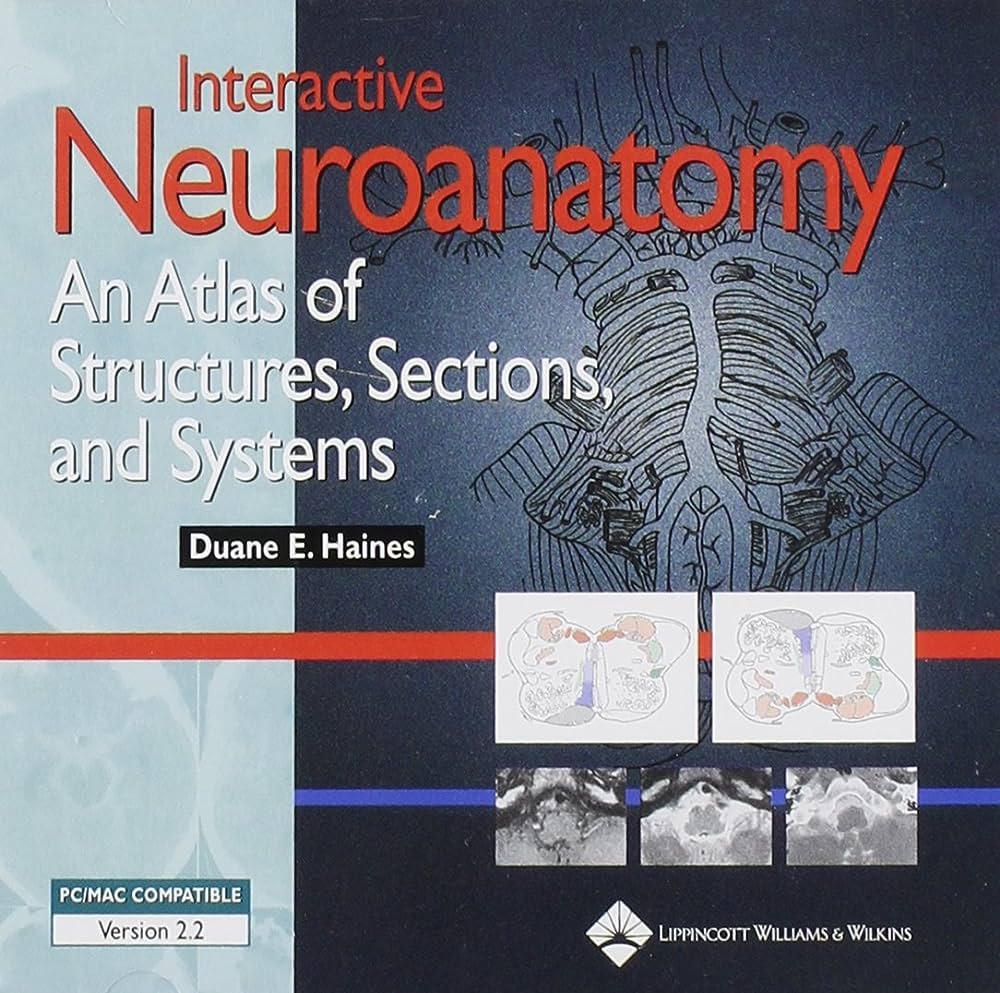 Interactive
Neuroanatomy
An Atlas of
Structures, Sections,
and Systems
Duane E. Haines
PC/MAC COMPATIBLE
Version 2.2
LIPPINCOTT WILLIAMS & WILKINS